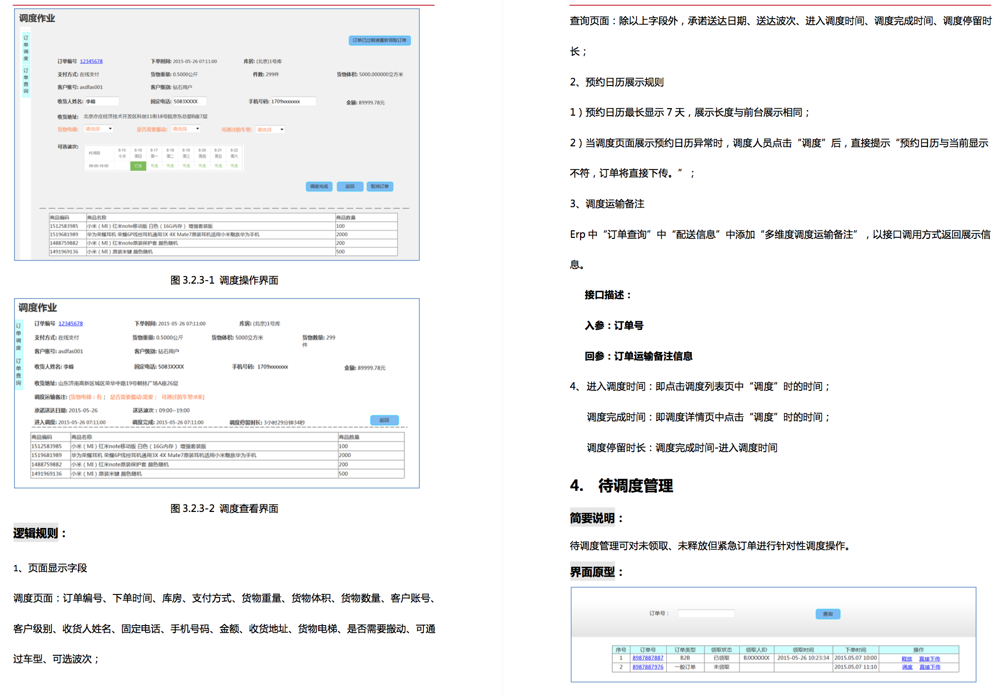 调度作业
订单调度
订单查询
订单已过期请重新领取订单
订单编号 12345678 下单时间: 2015-05-26 07:11:00 库房: (北京)1号库
支付方式: 在线支付 货物重量: 0.5000公斤 件数: 299件 货物体积: 5000.000000立方米
客户账号: asdfas001 客户级别: 钻石用户
收货人姓名: 李峰 固定电话: 5083XXXX 手机号码: 1709xxxxxxx 金额: 89999.78元
收货地址: 北京亦庄经济技术开发区科创11街18号院京东总部B座7层
货物电梯: 请选择 是否需要搬动: 请选择 可通过的车型: 请选择
可选波次:
时间段 8-15 8-16 8-17 8-18 8-19 8-20 8-21 8-22
今天 周日 周一 周二 周三 周四 周五 周六
09:00-19:00 已选 可选 可选 可选 可选 可选 可选
调度完成 返回 取消订单
商品编码 商品名称 商品数量
1512583985 小米（MI）红米note移动版 白色（16G内存） 增强套装版 100
1519681989 华为荣耀耳机 荣耀6P线控耳机通用3X 4X Mate7原装耳机适用小米魅族华为手机 2000
1488759882 小米（MI）红米note原装保护套 颜色随机 200
1491969136 小米（MI）原装米键 颜色随机 500
图 3.2.3-1 调度操作界面
调度作业
订单调度
订单查询
订单编号 12345678 下单时间: 2015-05-26 07:11:00 库房: (北京)1号库
支付方式: 在线支付 货物重量: 0.5000公斤 货物体积: 5000立方米 货物数量: 299
件
客户账号: asdfas001 客户级别: 钻石用户
收货人姓名: 李峰 固定电话: 5083XXXX 手机号码: 1709xxxxxxx 金额: 89999.78元
收货地址: 山东济南高新区城区荣华中路19号朝林广场A座26层
调度运输备注: [货物电梯：有； 是否需要搬动:需要； 可通过的车型:9米]
承诺送达日期: 2015-05-26 送达波次：09:00~19:00
进入调度: 2015-05-26 07:11:00 调度完成: 2015-05-26 07:11:00 调度停留时长: 3小时29分钟34秒 返回
商品编码 商品名称 商品数量
1512583985 小米（MI）红米note移动版 白色（16G内存） 增强套装版 100
1519681989 华为荣耀耳机 荣耀6P线控耳机通用3X 4X Mate7原装耳机适用小米魅族华为手机 2000
1488759882 小米（MI）红米note原装保护套 颜色随机 200
1491969136 小米（MI）原装米键 颜色随机 500
图 3.2.3-2 调度查看界面
逻辑规则：
1、页面显示字段
调度页面：订单编号、下单时间、库房、支付方式、货物重量、货物体积、货物数量、客户账号、
客户级别、收货人姓名、固定电话、手机号码、金额、收货地址、货物电梯、是否需要搬动、可通
过车型、可选波次；
查询页面：除以上字段外，承诺送达日期、送达波次、进入调度时间、调度完成时间、调度停留时
长；
2、预约日历展示规则
1）预约日历最长显示 7 天，展示长度与前台展示相同；
2）当调度页面展示预约日历异常时，调度人员点击“调度”后，直接提示“预约日历与当前显示
不符，订单将直接下传。”；
3、调度运输备注
Erp 中“订单查询”中“配送信息”中添加“多维度调度运输备注”，以接口调用方式返回展示信
息。
接口描述：
入参：订单号
回参：订单运输备注信息
4、 进入调度时间：即点击调度列表页中“调度”时的时间；
调度完成时间：即调度详情页中点击“调度”时的时间；
调度停留时长：调度完成时间-进入调度时间
4. 待调度管理
简要说明：
待调度管理可对未领取、未释放但紧急订单进行针对性调度操作。
界面原型：
订单号： 查询
序号 订单号 订单类型 领取状态 领取人ID 领取时间 下单时间 操作
1 8987887887 B2B 已领取 BJXXXXXX 2015-05-26 10:23:34 2015.05.07 10:00 释放 直接下传
2 8987887976 一般订单 未领取 2015.05.07 11:10 调度 直接下传